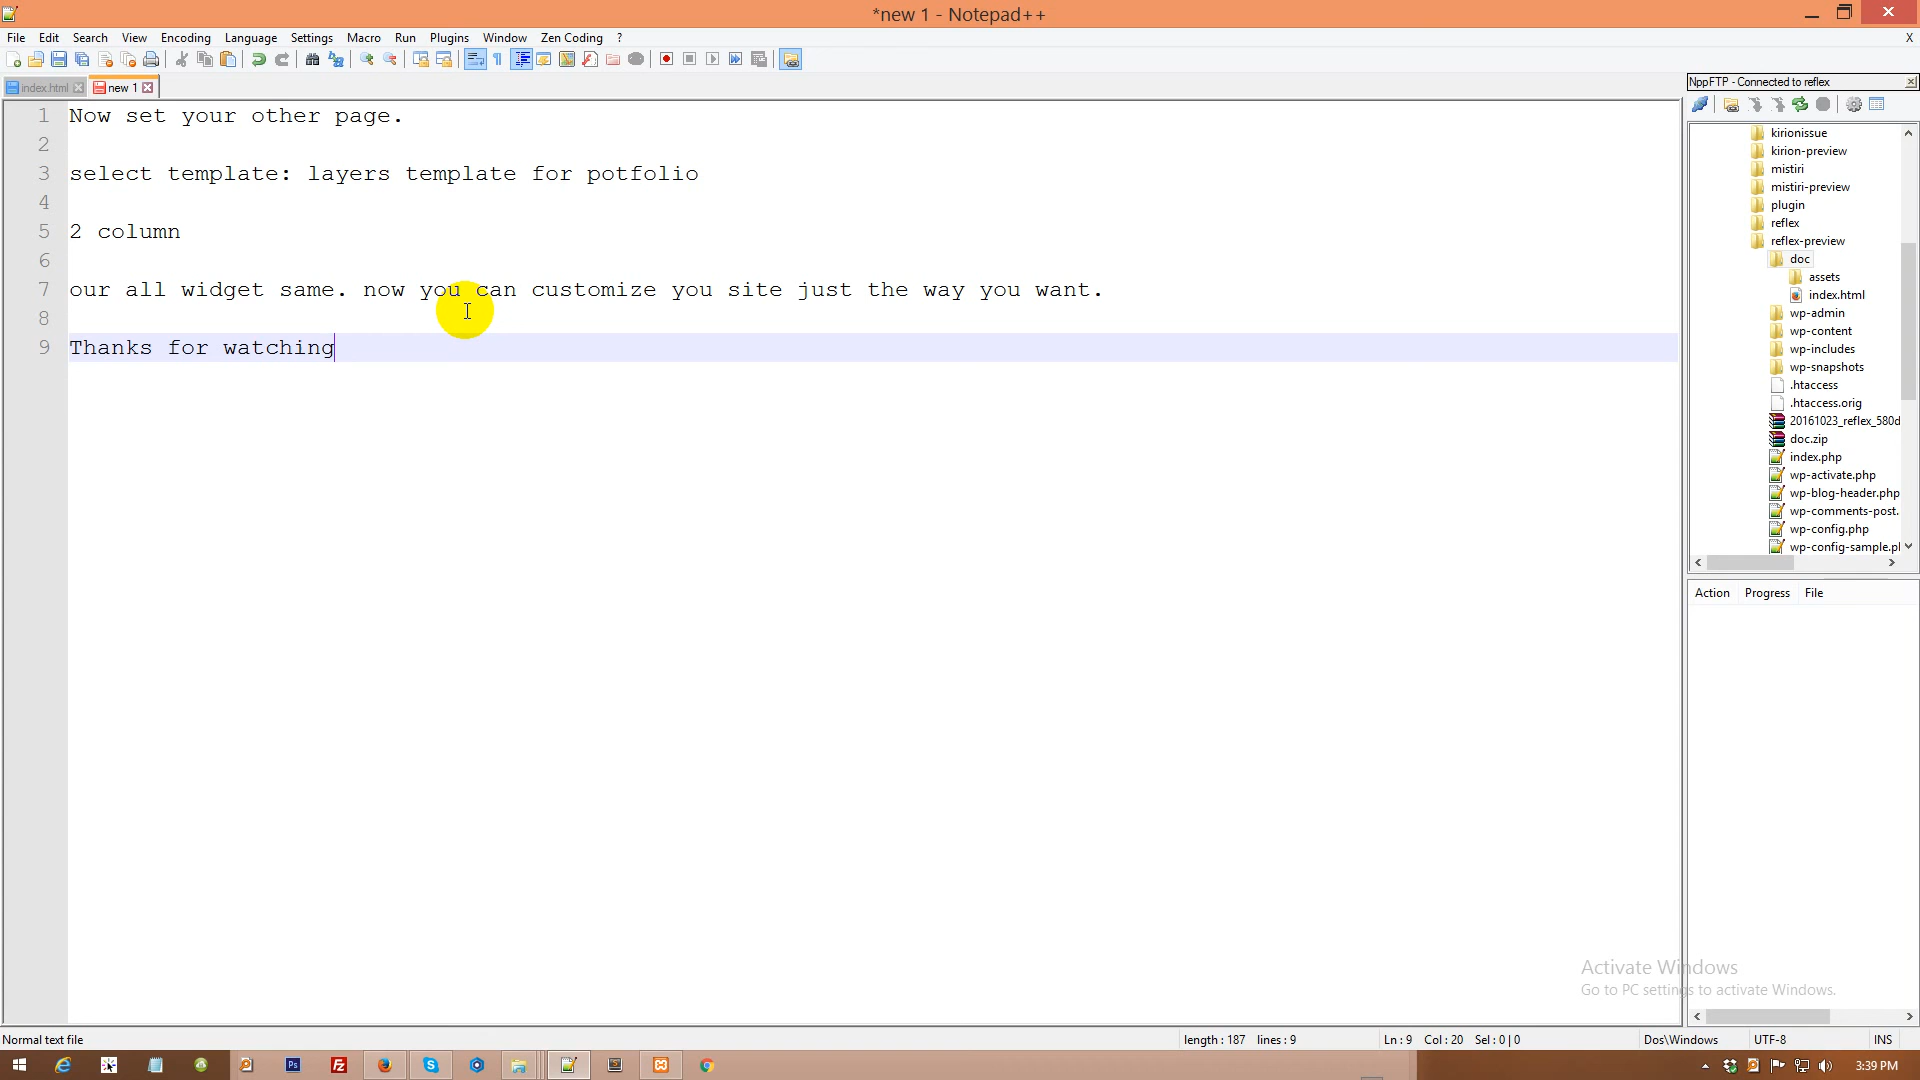 *new 1 - Notepad++
File Edit Search View Encoding Language Settings Macro Run Plugins Window Zen Coding ? X
index.html new 1
1 Now set your other page.
2
3 select template: layers template for potfolio
4
5 2 column
6
7 our all widget same. now you can customize you site just the way you want.
8
9 Thanks for watching
NppFTP - Connected to reflex
kirionissue
kirion-preview
mistiri
mistiri-preview
plugin
reflex
reflex-preview
doc
assets
index.html
wp-admin
wp-content
wp-includes
wp-snapshots
.htaccess
.htaccess.orig
20161023_reflex_580d
doc.zip
index.php
wp-activate.php
wp-blog-header.php
wp-comments-post.
wp-config.php
wp-config-sample.pl
Action Progress File
Activate Windows
Go to PC settings to activate Windows.
Normal text file length : 187 lines : 9 Ln : 9 Col : 20 Sel : 0 | 0 Dos\Windows UTF-8 INS
3:39 PM